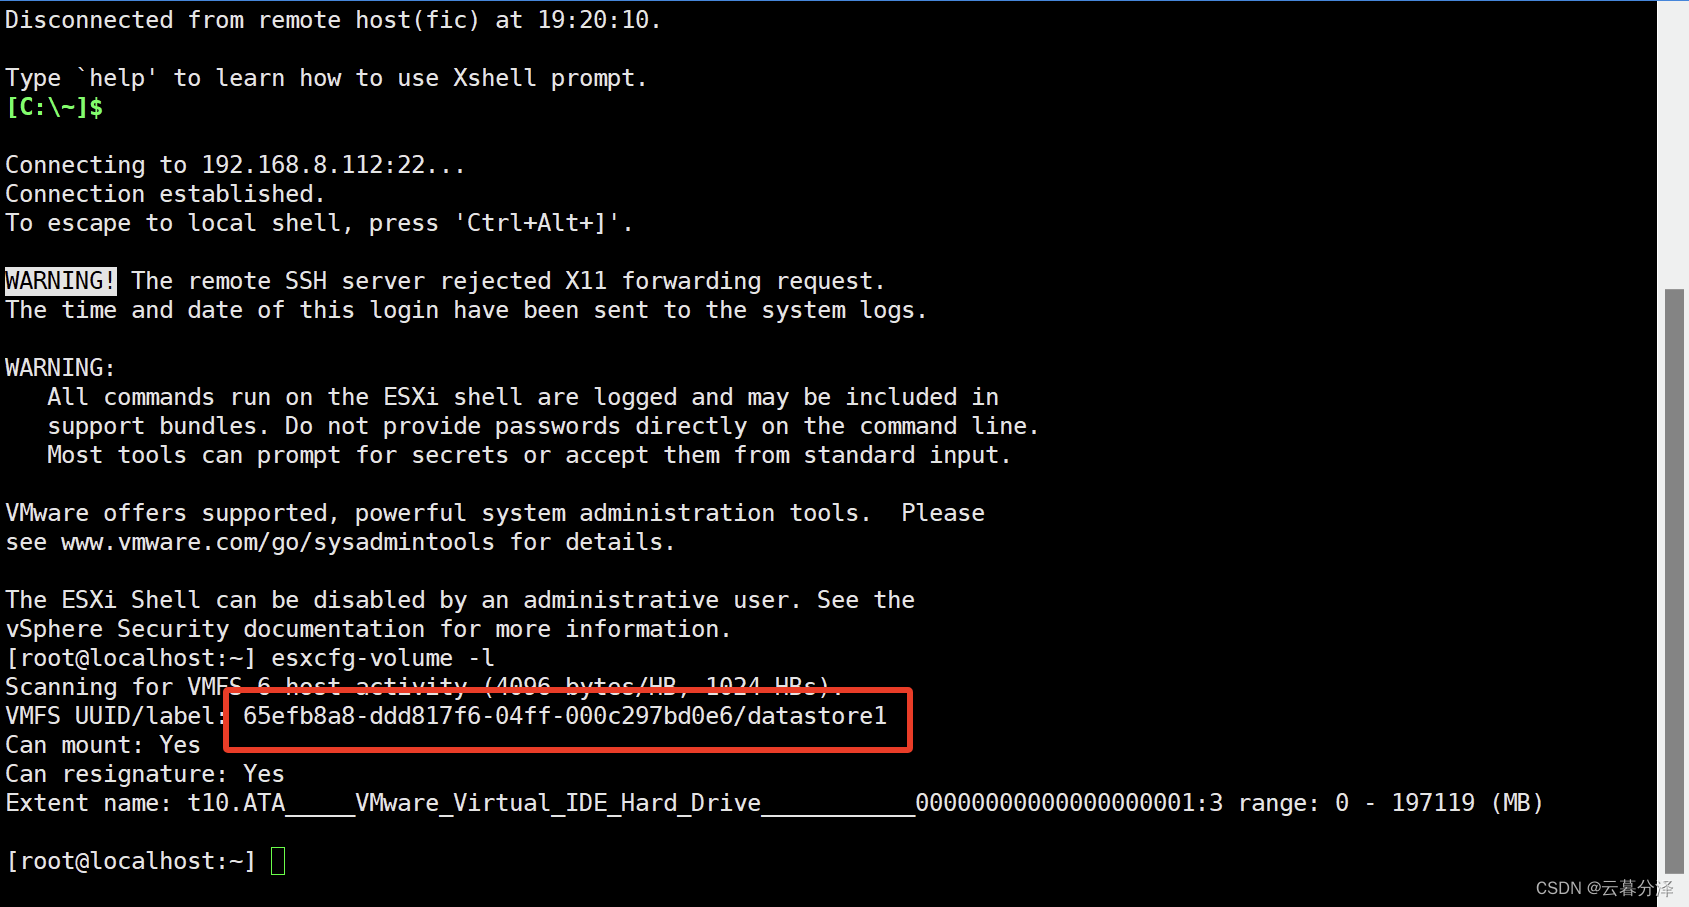 Disconnected from remote host(fic) at 19:20:10.
Type `help' to learn how to use Xshell prompt.
[C:\~]$
Connecting to 192.168.8.112:22...
Connection established.
To escape to local shell, press 'Ctrl+Alt+]'.
WARNING! The remote SSH server rejected X11 forwarding request.
The time and date of this login have been sent to the system logs.
WARNING:
   All commands run on the ESXi shell are logged and may be included in
   support bundles. Do not provide passwords directly on the command line.
   Most tools can prompt for secrets or accept them from standard input.
VMware offers supported, powerful system administration tools.  Please
see www.vmware.com/go/sysadmintools for details.
The ESXi Shell can be disabled by an administrative user. See the
vSphere Security documentation for more information.
[root@localhost:~] esxcfg-volume -l
Scanning for VMFS-6 host activity (4096 bytes/HB, 1024 HBs).
VMFS UUID/label: 65efb8a8-ddd817f6-04ff-000c297bd0e6/datastore1
Can mount: Yes
Can resignature: Yes
Extent name: t10.ATA_____VMware_Virtual_IDE_Hard_Drive___________00000000000000000001:3 range: 0 - 197119 (MB)
[root@localhost:~]
CSDN @云暮分泽